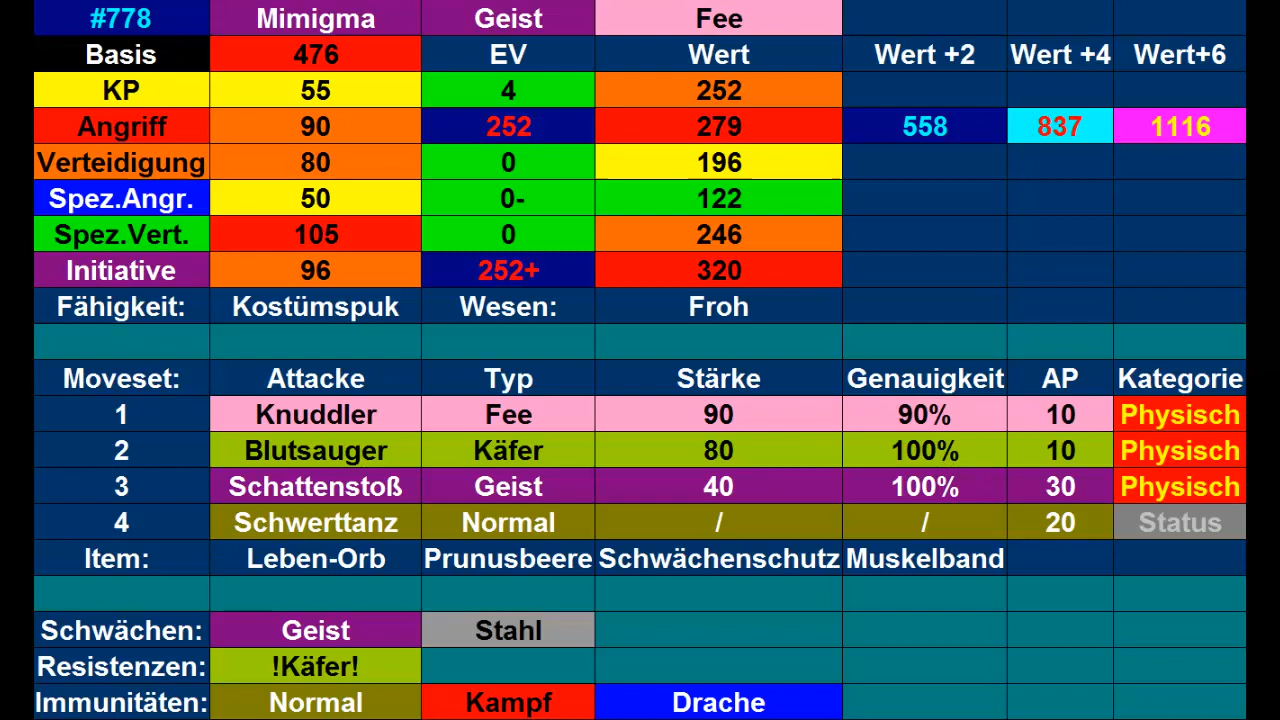 #778 Mimigma Geist Fee
Basis 476 EV Wert Wert +2 Wert +4 Wert+6
KP 55 4 252
Angriff 90 252 279 558 837 1116
Verteidigung 80 0 196
Spez.Angr. 50 0- 122
Spez.Vert. 105 0 246
Initiative 96 252+ 320
Fähigkeit: Kostümspuk Wesen: Froh
Moveset: Attacke Typ Stärke Genauigkeit AP Kategorie
1 Knuddler Fee 90 90% 10 Physisch
2 Blutsauger Käfer 80 100% 10 Physisch
3 Schattenstoß Geist 40 100% 30 Physisch
4 Schwerttanz Normal / / 20 Status
Item: Leben-Orb Prunusbeere Schwächenschutz Muskelband
Schwächen: Geist Stahl
Resistenzen: !Käfer!
Immunitäten: Normal Kampf Drache